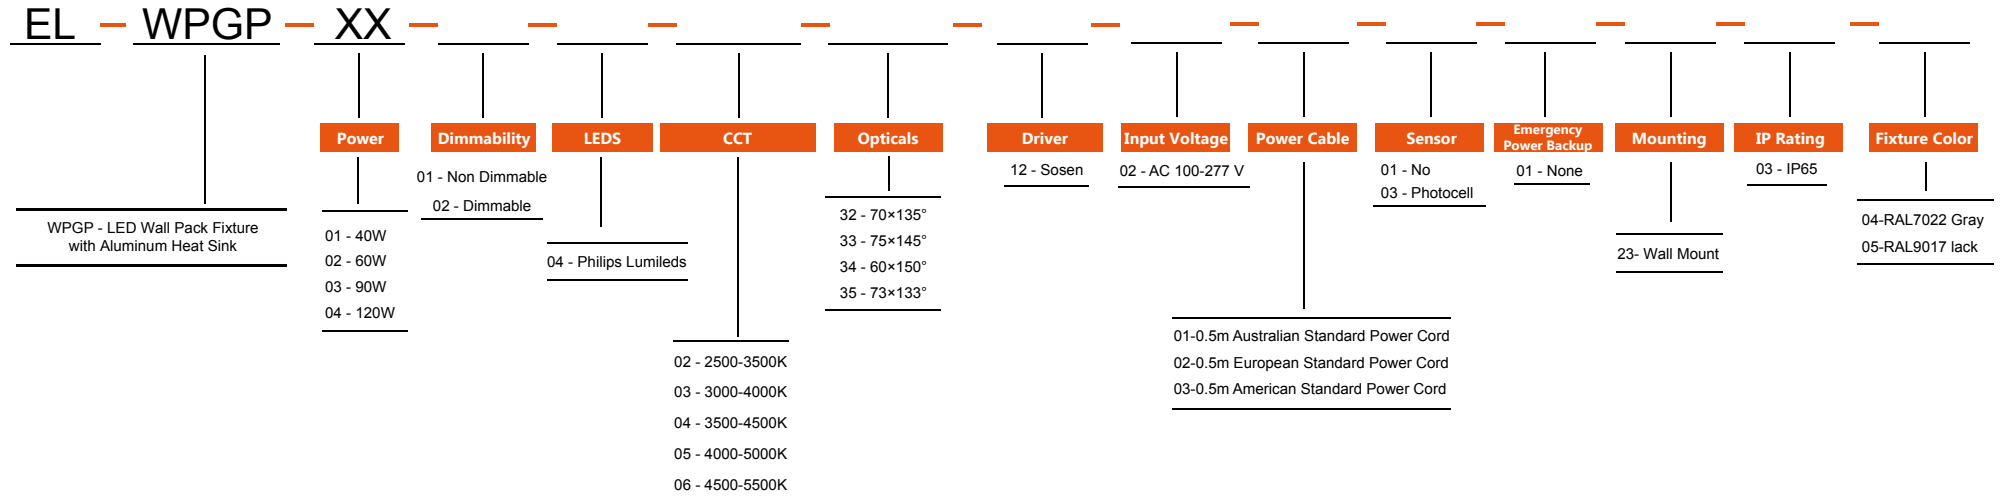 EL — WPGP — XX — — — — — — — — — — — —
Power
Dimmability
LEDS
CCT
Opticals
Driver
Input Voltage
Power Cable
Sensor
Emergency
Power Backup
Mounting
IP Rating
Fixture Color
WPGP - LED Wall Pack Fixture
with Aluminum Heat Sink
01 - 40W
02 - 60W
03 - 90W
04 - 120W
01 - Non Dimmable
02 - Dimmable
04 - Philips Lumileds
02 - 2500-3500K
03 - 3000-4000K
04 - 3500-4500K
05 - 4000-5000K
06 - 4500-5500K
32 - 70×135°
33 - 75×145°
34 - 60×150°
35 - 73×133°
12 - Sosen
02 - AC 100-277 V
01-0.5m Australian Standard Power Cord
02-0.5m European Standard Power Cord
03-0.5m American Standard Power Cord
01 - No
03 - Photocell
01 - None
23- Wall Mount
03 - IP65
04-RAL7022 Gray
05-RAL9017 lack